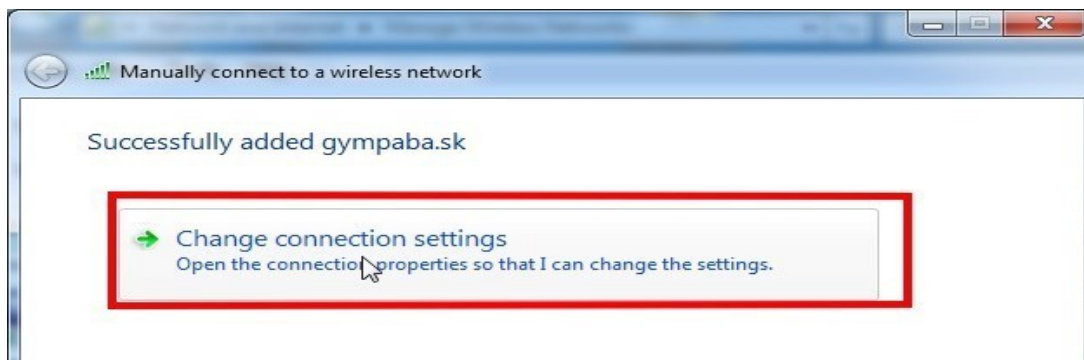 Manually connect to a wireless network
Successfully added gympaba.sk
Change connection settings
Open the connection properties so that I can change the settings.